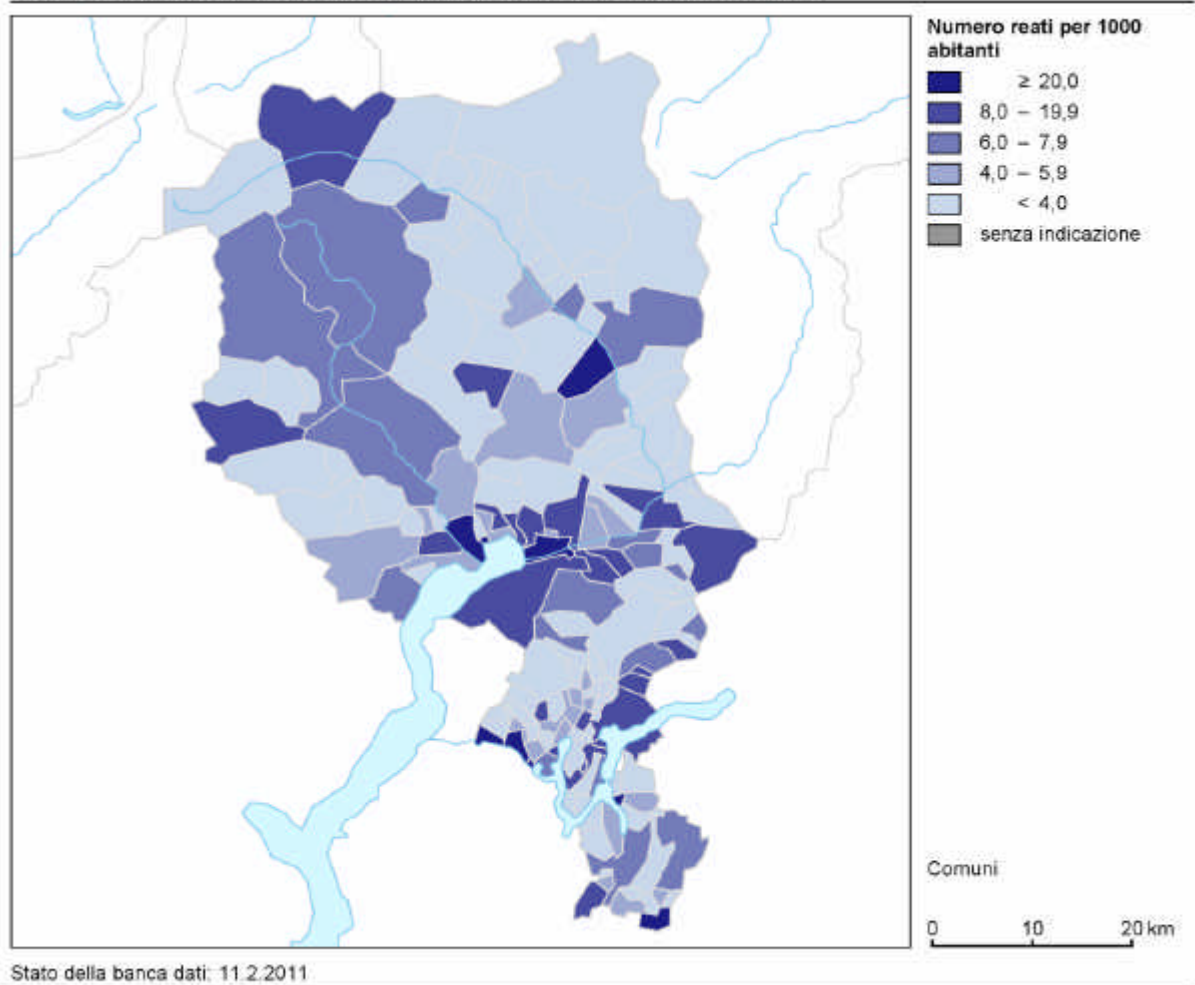 Numero reati per 1000
abitanti
≥ 20,0
8,0 – 19,9
6,0 – 7,9
4,0 – 5,9
< 4,0
senza indicazione
Comuni
0 10 20 km
Stato della banca dati: 11.2.2011